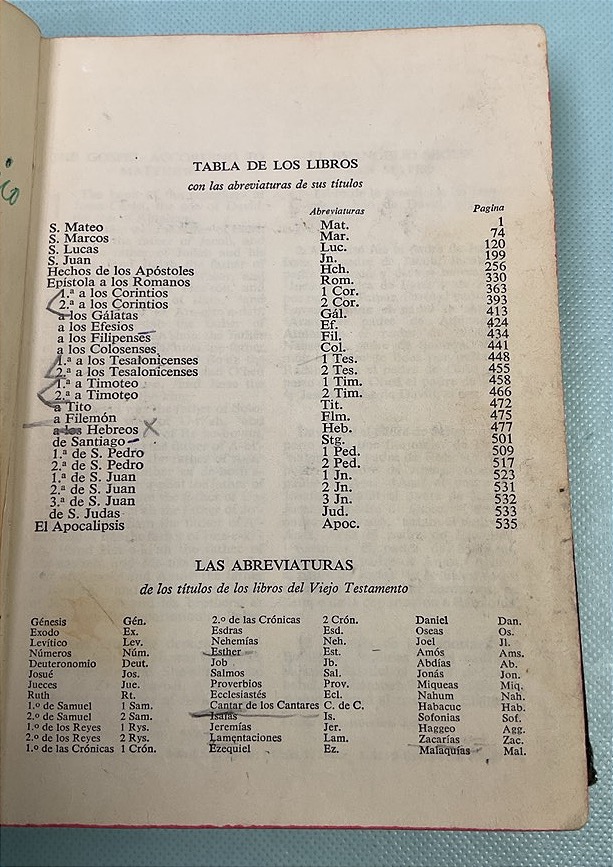 co
TABLA DE LOS LIBROS
con las abreviaturas de sus títulos
Abreviaturas Pagina
S. Mateo Mat. 1
S. Marcos Mar. 74
S. Lucas Luc. 120
S. Juan Jn. 199
Hechos de los Apóstoles Hch. 256
Epístola a los Romanos Rom. 330
1.ª a los Corintios 1 Cor. 363
2.ª a los Corintios 2 Cor. 393
a los Gálatas Gál. 413
a los Efesios Ef. 424
a los Filipenses Fil. 434
a los Colosenses Col. 441
1.ª a los Tesalonicenses 1 Tes. 448
2.ª a los Tesalonicenses 2 Tes. 455
1.ª a Timoteo 1 Tim. 458
2.ª a Timoteo 2 Tim. 466
a Tito Tit. 472
a Filemón Flm. 475
a los Hebreos Heb. 477
de Santiago Stg. 501
1.ª de S. Pedro 1 Ped. 509
2.ª de S. Pedro 2 Ped. 517
1.ª de S. Juan 1 Jn. 523
2.ª de S. Juan 2 Jn. 531
3.ª de S. Juan 3 Jn. 532
de S. Judas Jud. 533
El Apocalipsis Apoc. 535
LAS ABREVIATURAS
de los títulos de los libros del Viejo Testamento
Génesis Gén. 2.º de las Crónicas 2 Crón. Daniel Dan.
Exodo Ex. Esdras Esd. Oseas Os.
Levítico Lev. Nehemías Neh. Joel Jl.
Números Núm. Esther Est. Amós Ams.
Deuteronomio Deut. Job Jb. Abdías Ab.
Josué Jos. Salmos Sal. Jonás Jon.
Jueces Jue. Proverbios Prov. Miqueas Miq.
Ruth Rt. Ecclesiastés Ecl. Nahum Nah.
1.º de Samuel 1 Sam. Cantar de los Cantares C. de C. Habacuc Hab.
2.º de Samuel 2 Sam. Isaías Is. Sofonias Sof.
1.º de los Reyes 1 Rys. Jeremías Jer. Haggeo Agg.
2.º de los Reyes 2 Rys. Lamentaciones Lam. Zacarías Zac.
1.º de las Crónicas 1 Crón. Ezequiel Ez. Malaquías Mal.